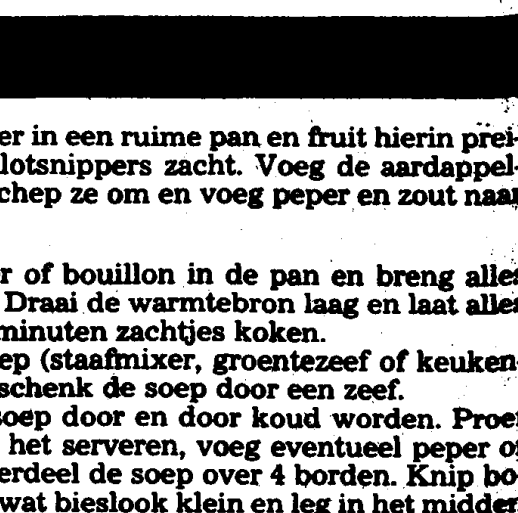 er in een ruime pan en fruit hierin prei-
lotsnippers zacht. Voeg de aardappel-
chep ze om en voeg peper en zout naar
r of bouillon in de pan en breng alles
Draai de warmtebron laag en laat alles
minuten zachtjes koken.
ep (staafmixer, groentezeef of keuken-
schenk de soep door een zeef.
soep door en door koud worden. Proef
het serveren, voeg eventueel peper of
erdeel de soep over 4 borden. Knip bo-
wat bieslook klein en leg in het midden